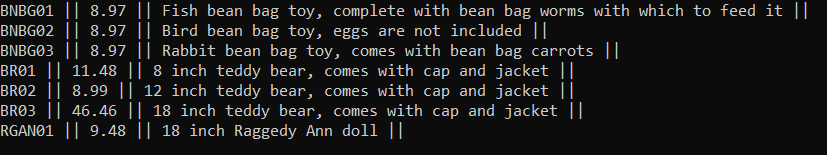 BNBG01 || 8.97 || Fish bean bag toy, complete with bean bag worms with which to feed it ||
BNBG02 || 8.97 || Bird bean bag toy, eggs are not included ||
BNBG03 || 8.97 || Rabbit bean bag toy, comes with bean bag carrots ||
BR01 || 11.48 || 8 inch teddy bear, comes with cap and jacket ||
BR02 || 8.99 || 12 inch teddy bear, comes with cap and jacket ||
BR03 || 46.46 || 18 inch teddy bear, comes with cap and jacket ||
RGAN01 || 9.48 || 18 inch Raggedy Ann doll ||